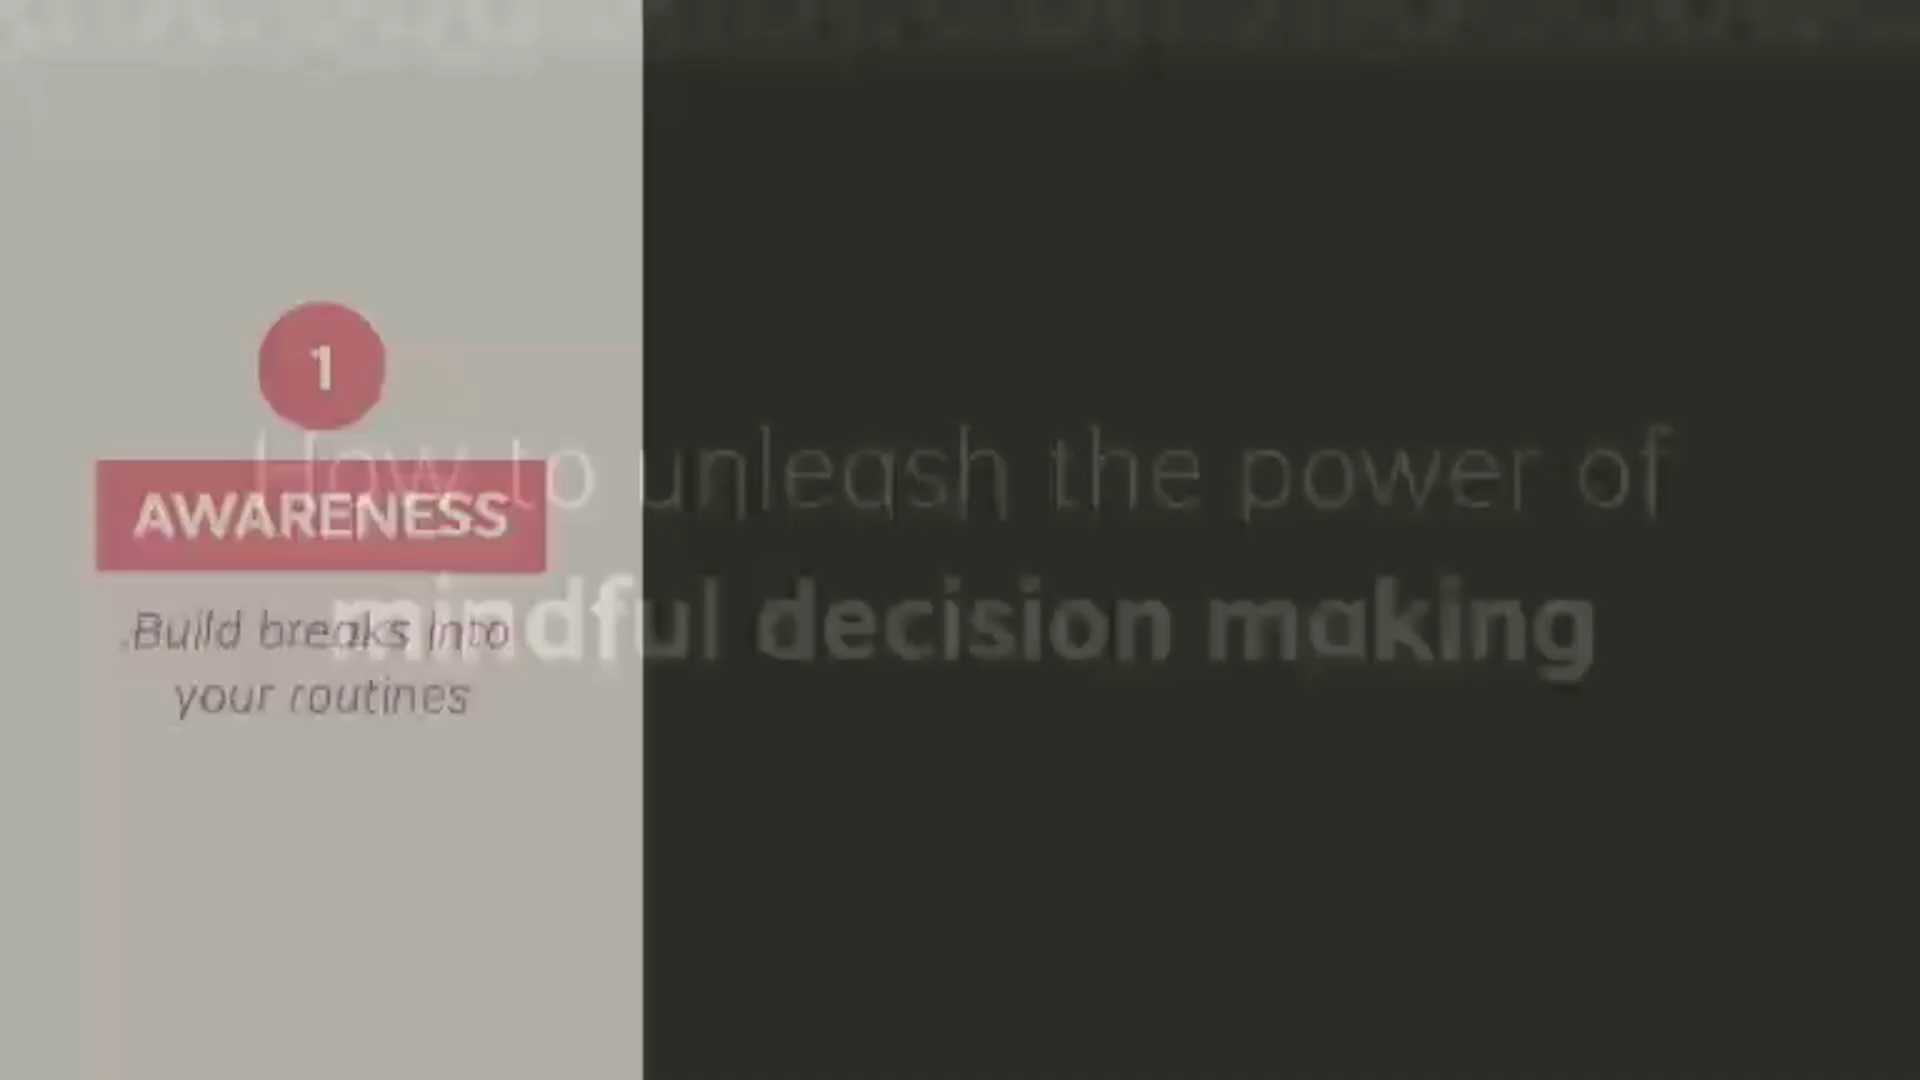 1
AWARENESS
Build breaks into
your routines
How to unleash the power of
mindful decision making